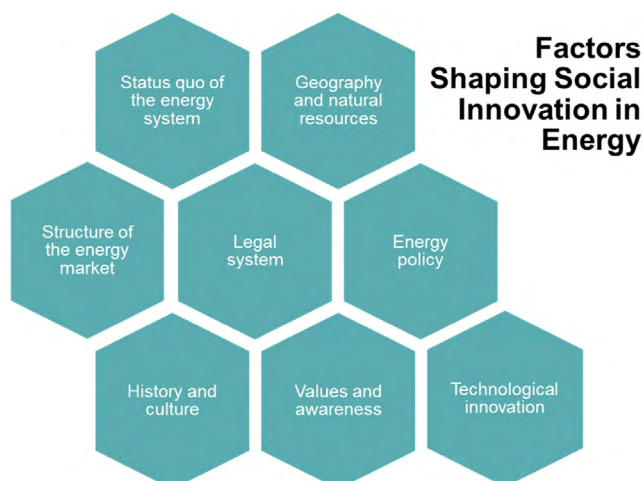 Factors
Shaping Social
Innovation in
Energy
Status quo of
the energy
system
Geography
and natural
resources
Structure of
the energy
market
Legal
system
Energy
policy
History and
culture
Values and
awareness
Technological
innovation